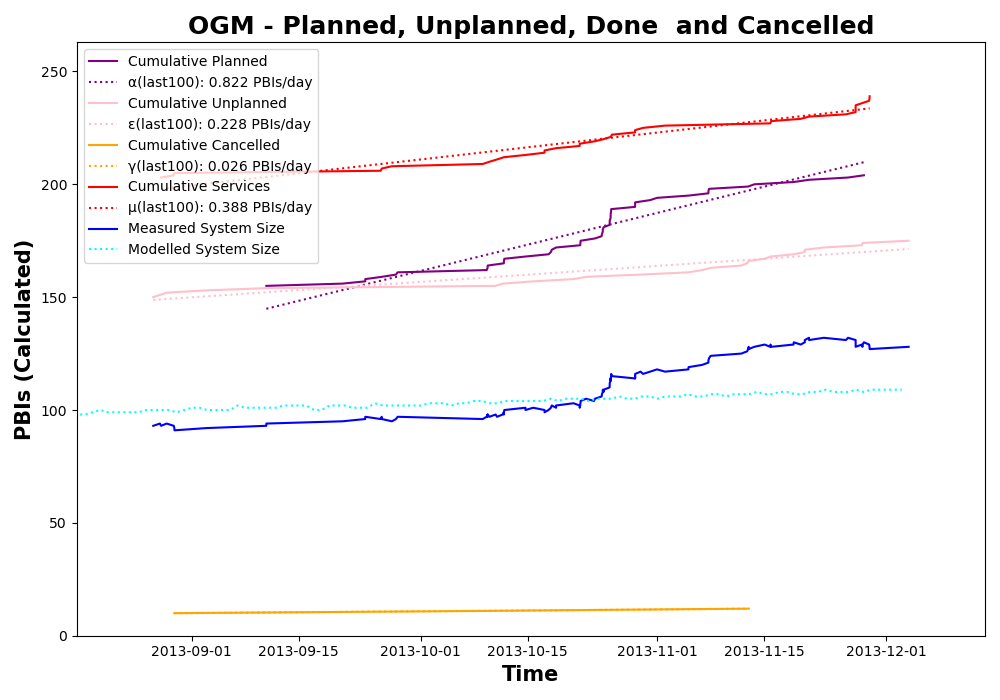 OGM - Planned, Unplanned, Done  and Cancelled
PBIs (Calculated)
250
200
150
100
50
0
Cumulative Planned
α(last100): 0.822 PBIs/day
Cumulative Unplanned
ε(last100): 0.228 PBIs/day
Cumulative Cancelled
γ(last100): 0.026 PBIs/day
Cumulative Services
μ(last100): 0.388 PBIs/day
Measured System Size
Modelled System Size
2013-09-01 2013-09-15 2013-10-01 2013-10-15 2013-11-01 2013-11-15 2013-12-01
Time